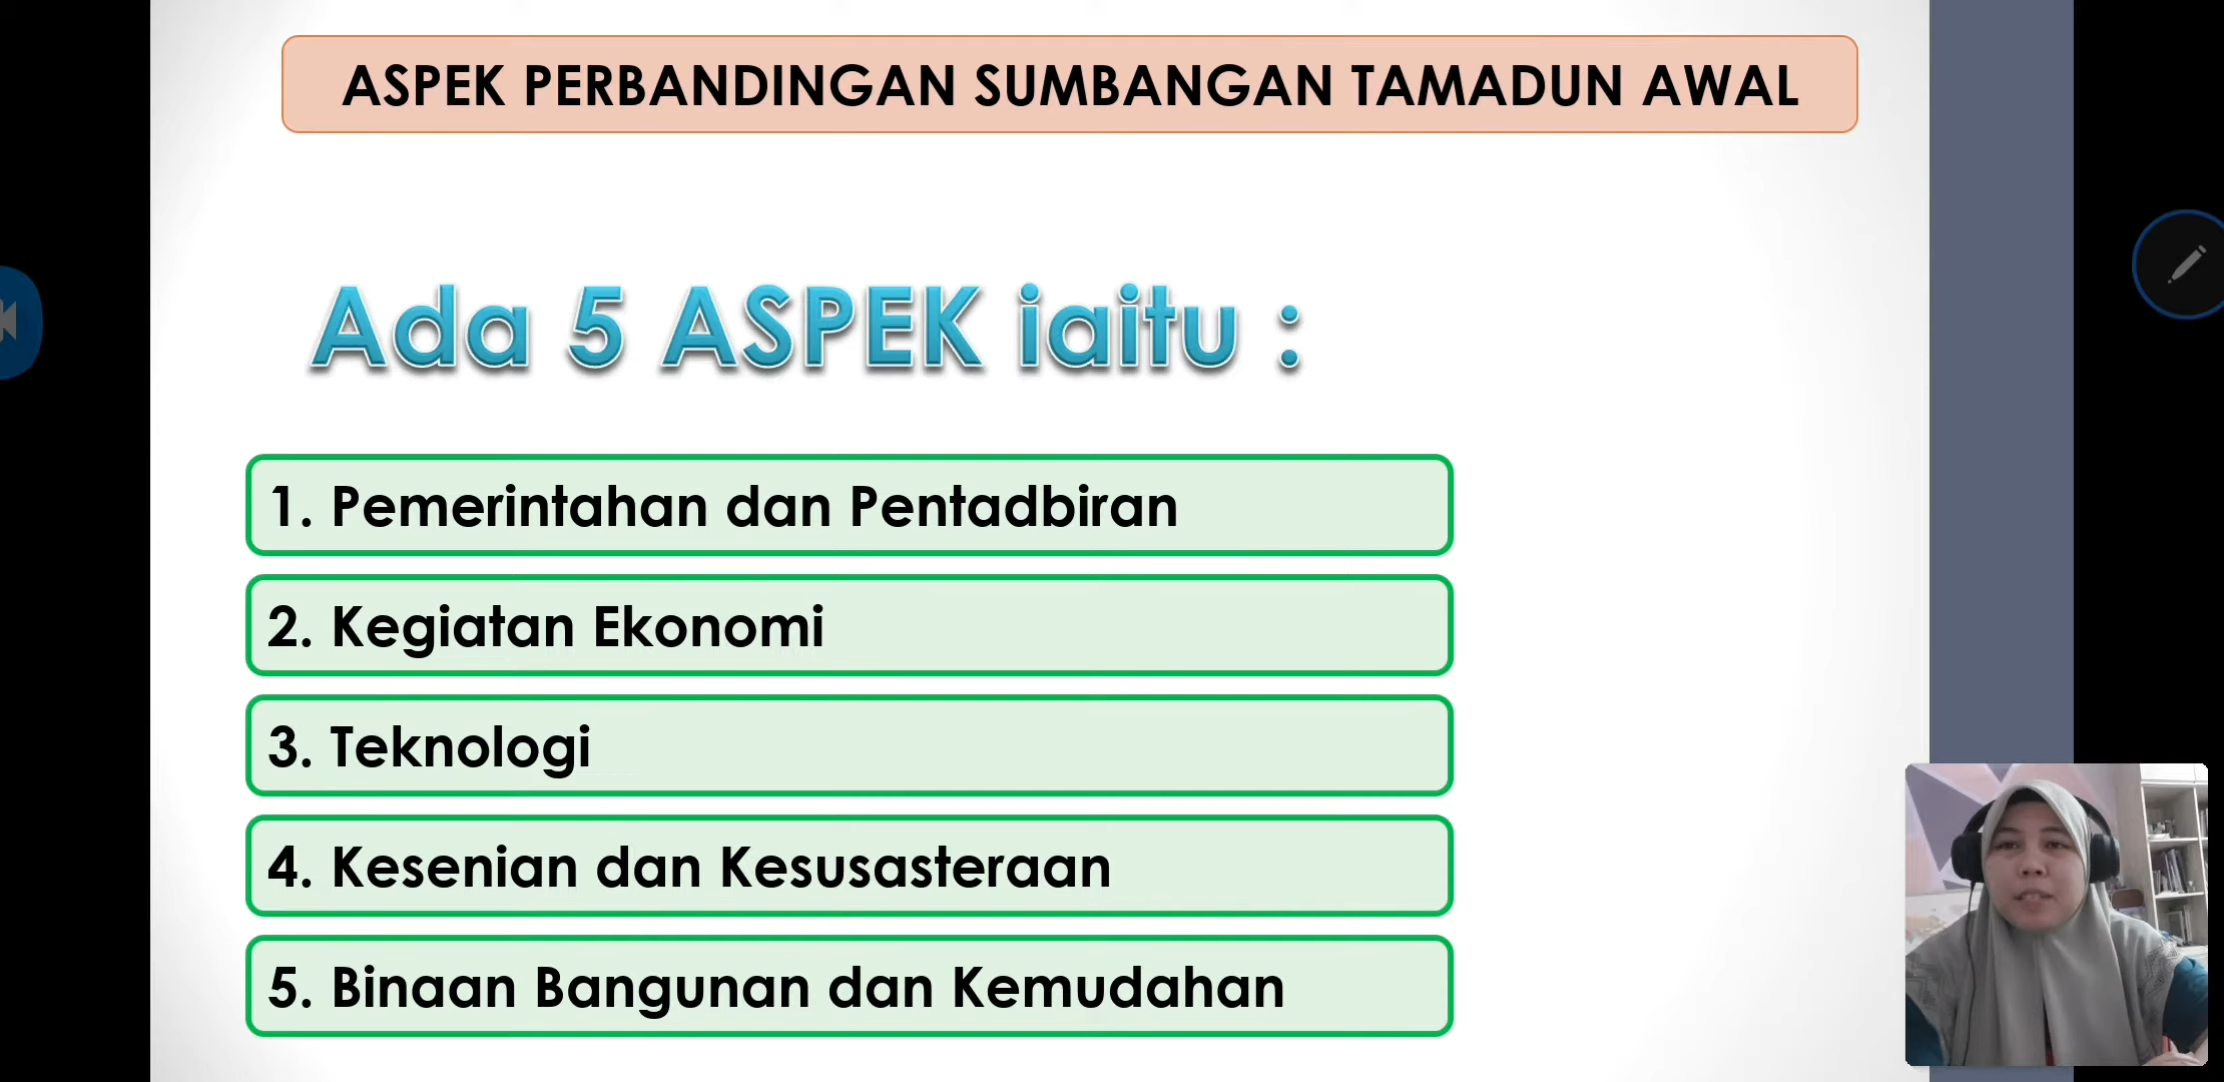 ASPEK PERBANDINGAN SUMBANGAN TAMADUN AWAL
Ada 5 ASPEK iaitu :
1. Pemerintahan dan Pentadbiran
2. Kegiatan Ekonomi
3. Teknologi
4. Kesenian dan Kesusasteraan
5. Binaan Bangunan dan Kemudahan